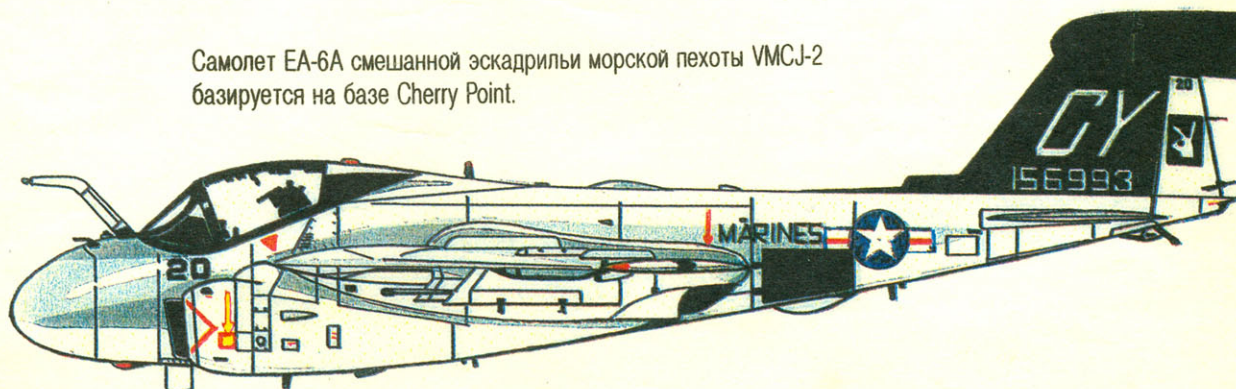 Самолет EA-6A смешанной эскадрильи морской пехоты VMCJ-2
базируется на базе Cherry Point.
CY
20
156993
MARINES
20